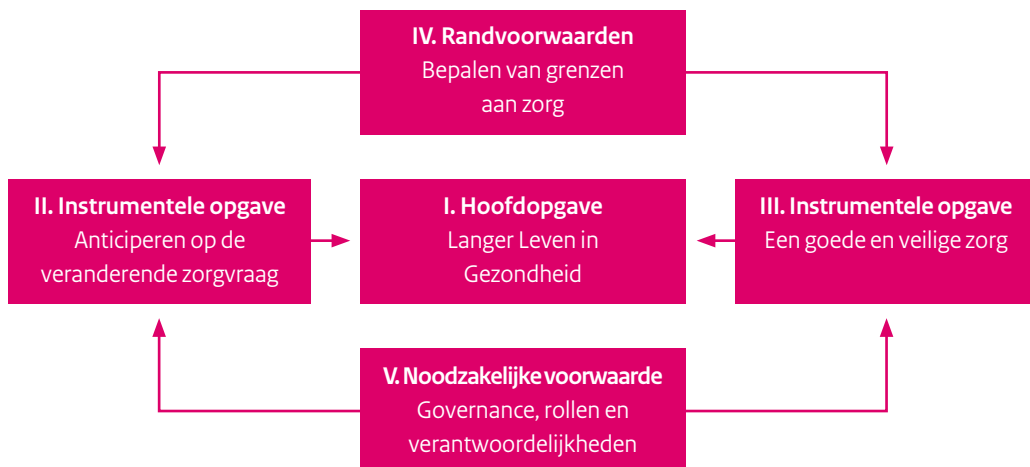 IV. Randvoorwaarden
Bepalen van grenzen
aan zorg
II. Instrumentele opgave
Anticiperen op de
veranderende zorgvraag
I. Hoofdopgave
Langer Leven in
Gezondheid
III. Instrumentele opgave
Een goede en veilige zorg
V. Noodzakelijke voorwaarde
Governance, rollen en
verantwoordelijkheden